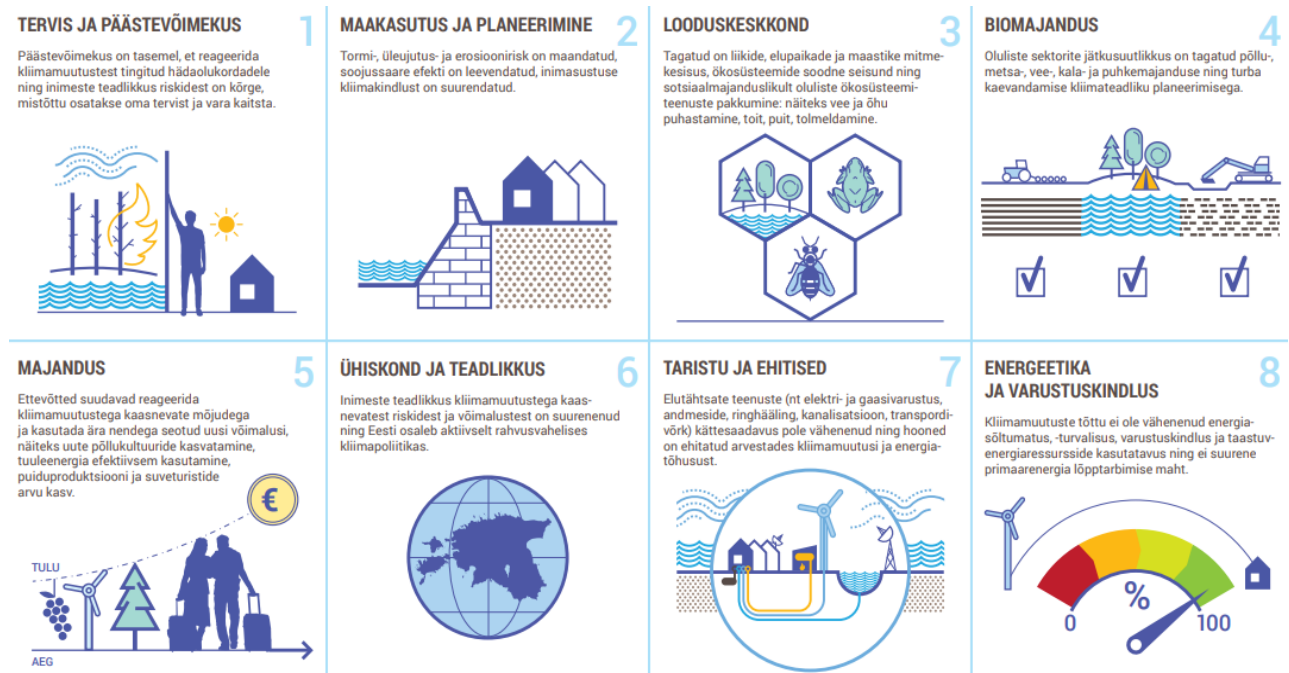 TERVIS JA PÄÄSTEVÕIMEKUS
1
Päästevõimekus on tasemel, et reageerida
kliimamuutustest tingitud hädaolukordadele
ning inimeste teadlikkus riskidest on kõrge,
mistõttu osatakse oma tervist ja vara kaitsta.
MAAKASUTUS JA PLANEERIMINE
2
Tormi-, üleujutus- ja erosioonirisk on maandatud,
soojussaare efekti on leevendatud, inimasustuse
kliimakindlust on suurendatud.
LOODUSKESKKOND
3
Tagatud on liikide, elupaikade ja maastike mitme-
kesisus, ökosüsteemide soodne seisund ning
sotsiaalmajanduslikult oluliste ökosüsteemi-
teenuste pakkumine: näiteks vee ja õhu
puhastamine, toit, puit, tolmeldamine.
BIOMAJANDUS
4
Oluliste sektorite jätkusuutlikkus on tagatud põllu-,
metsa-, vee-, kala- ja puhkemajanduse ning turba
kaevandamise kliimateadliku planeerimisega.
MAJANDUS
5
Ettevõtted suudavad reageerida
kliimamuutustega kaasnevate mõjudega
ja kasutada ära nendega seotud uusi võimalusi,
näiteks uute põllukultuuride kasvatamine,
tuuleenergia efektiivsem kasutamine,
puiduproduktsiooni ja suveturistide
arvu kasv.
€
TULU
AEG
ÜHISKOND JA TEADLIKKUS
6
Inimeste teadlikkus kliimamuutustega kaas-
nevatest riskidest ja võimalustest on suurenenud
ning Eesti osaleb aktiivselt rahvusvahelises
kliimapoliitikas.
TARISTU JA EHITISED
7
Elutähtsate teenuste (nt elektri- ja gaasivarustus,
andmeside, ringhääling, kanalisatsioon, transpordi-
võrk) kättesaadavus pole vähenenud ning hooned
on ehitatud arvestades kliimamuutusi ja energia-
tõhusust.
ENERGEETIKA
JA VARUSTUSKINDLUS
8
Kliimamuutuste tõttu ei ole vähenenud energia-
sõltumatus, -turvalisus, varustuskindlus ja taastuv-
energiaressursside kasutatavus ning ei suurene
primaarenergia lõpptarbimise maht.
%
0
100